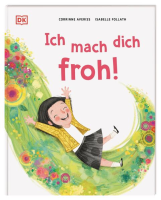 DK
CORRINNE AVERISS   ISABELLE FOLLATH
Ich mach dich
froh!